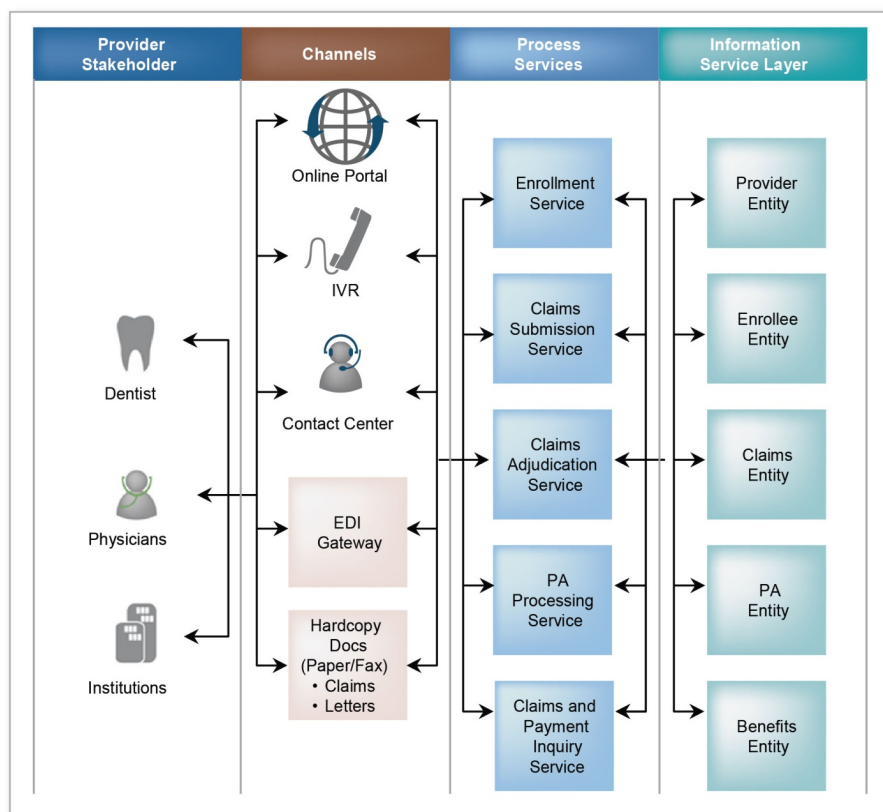 Provider
Stakeholder
Channels
Process
Services
Information
Service Layer
Dentist
Physicians
Institutions
Online Portal
IVR
Contact Center
EDI
Gateway
Hardcopy
Docs
(Paper/Fax)
• Claims
• Letters
Enrollment
Service
Claims
Submission
Service
Claims
Adjudication
Service
PA
Processing
Service
Claims and
Payment
Inquiry
Service
Provider
Entity
Enrollee
Entity
Claims
Entity
PA
Entity
Benefits
Entity